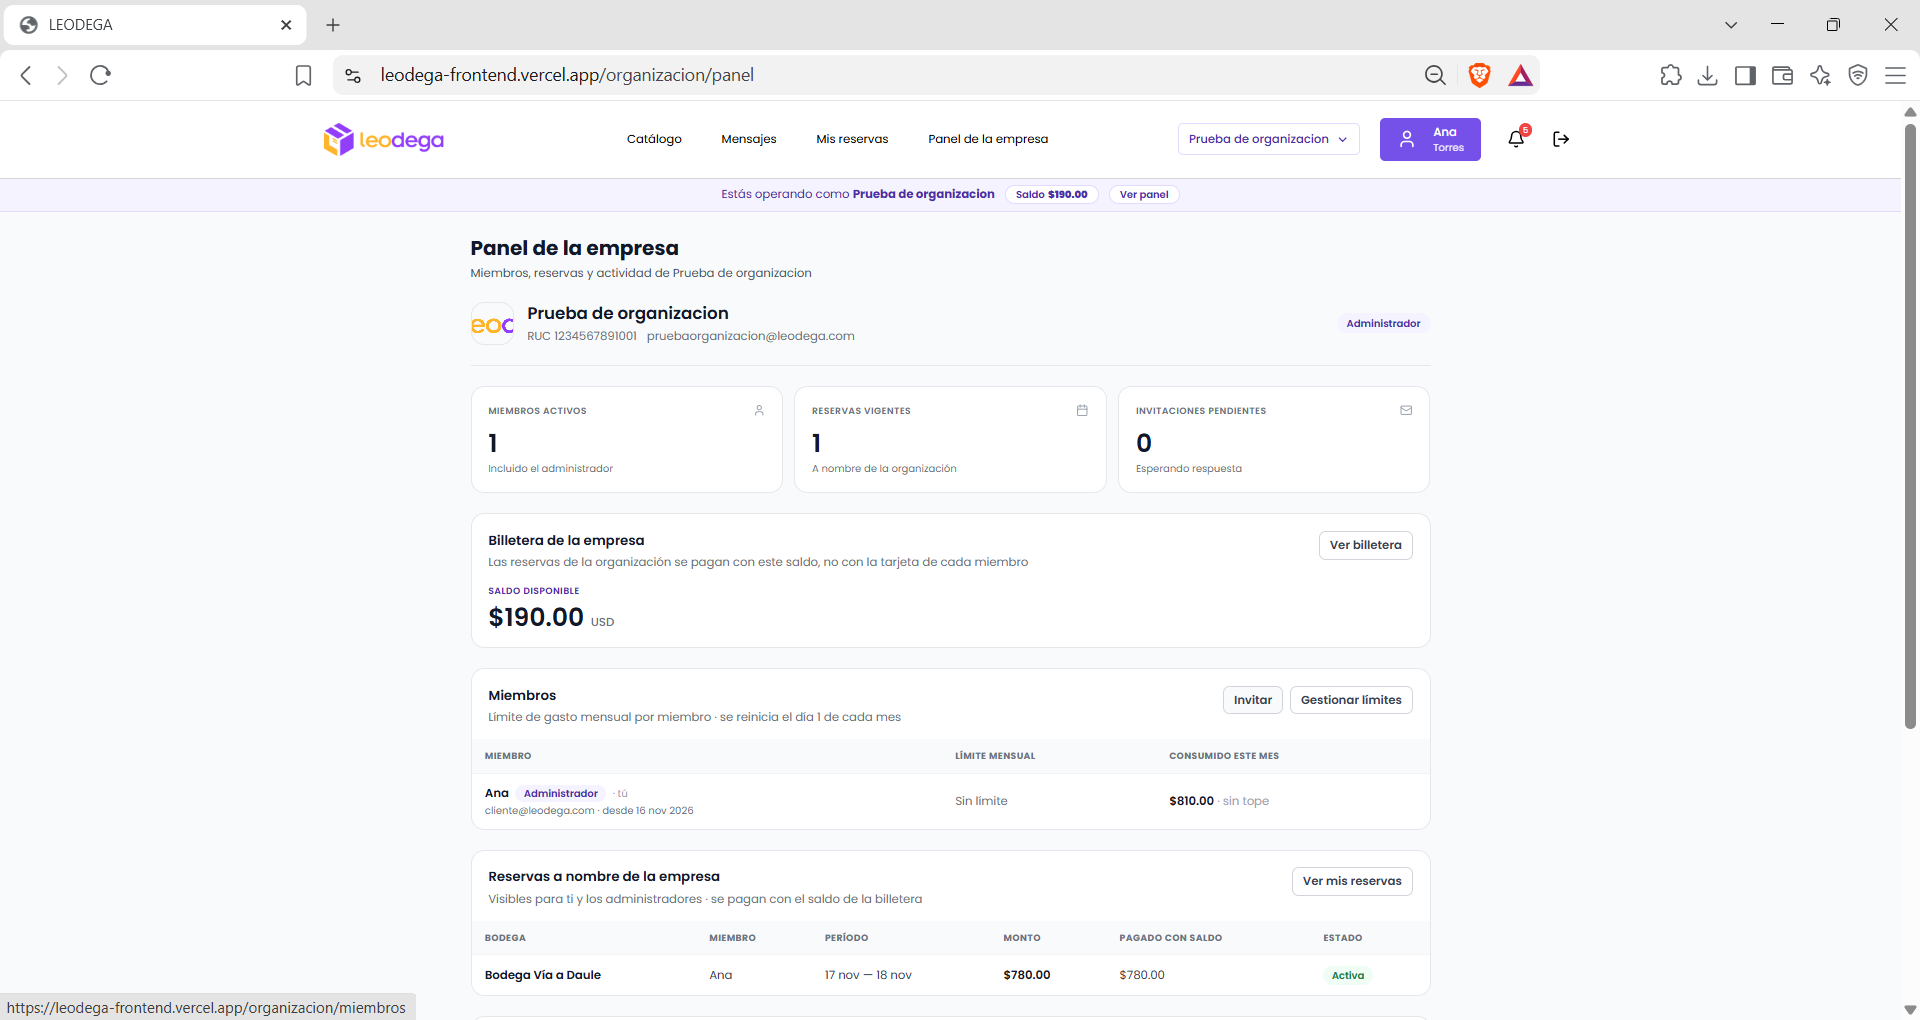 LEODEGA
leodega-frontend.vercel.app/organizacion/panel
leodega
Catálogo
Mensajes
Mis reservas
Panel de la empresa
Prueba de organizacion
Ana
Torres
5
Estás operando como Prueba de organizacion
Saldo $190.00
Ver panel
Panel de la empresa
Miembros, reservas y actividad de Prueba de organizacion
eoc
Prueba de organizacion
RUC 1234567891001 pruebaorganizacion@leodega.com
Administrador
MIEMBROS ACTIVOS
1
Incluido el administrador
RESERVAS VIGENTES
1
A nombre de la organización
INVITACIONES PENDIENTES
0
Esperando respuesta
Billetera de la empresa
Las reservas de la organización se pagan con este saldo, no con la tarjeta de cada miembro
Ver billetera
SALDO DISPONIBLE
$190.00 USD
Miembros
Límite de gasto mensual por miembro · se reinicia el día 1 de cada mes
Invitar
Gestionar límites
MIEMBRO LÍMITE MENSUAL CONSUMIDO ESTE MES
Ana Administrador · tú
cliente@leodega.com · desde 16 nov 2026
Sin límite
$810.00 · sin tope
Reservas a nombre de la empresa
Visibles para ti y los administradores · se pagan con el saldo de la billetera
Ver mis reservas
BODEGA MIEMBRO PERÍODO MONTO PAGADO CON SALDO ESTADO
Bodega Vía a Daule Ana 17 nov — 18 nov $780.00 $780.00 Activa
https://leodega-frontend.vercel.app/organizacion/miembros